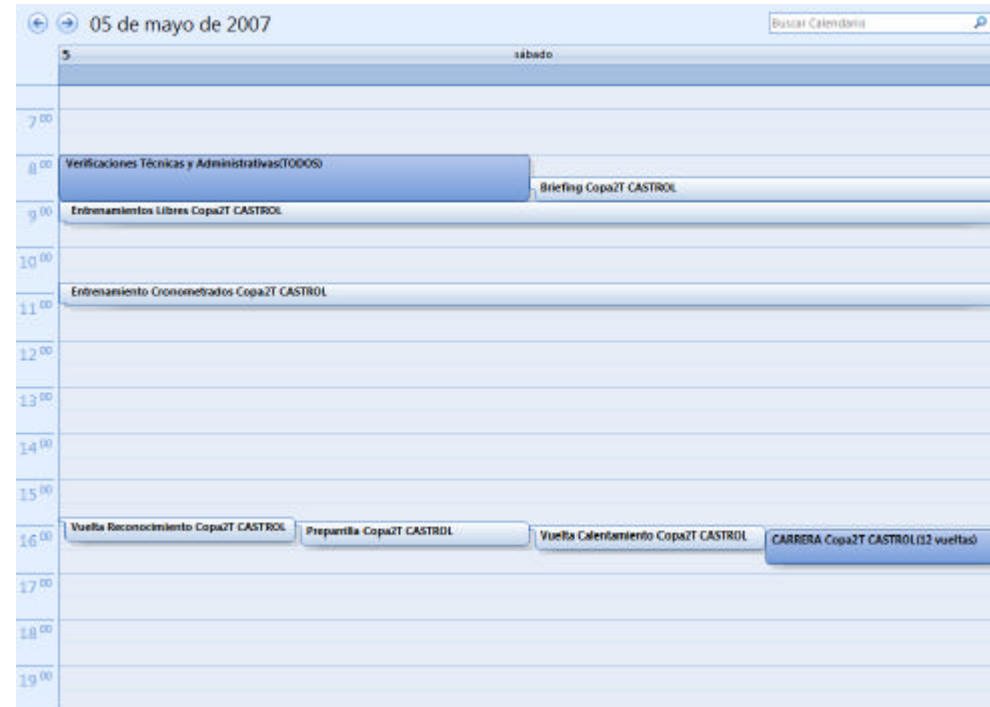 05 de mayo de 2007
Buscar Calendario
5
sábado
7 00
8 00
Verificaciones Técnicas y Administrativas(TODOS)
Briefing Copa2T CASTROL
9 00
Entrenamientos Libres Copa2T CASTROL
10 00
Entrenamiento Cronometrados Copa2T CASTROL
11 00
12 00
13 00
14 00
15 00
Vuelta Reconocimiento Copa2T CASTROL
Preparrilla Copa2T CASTROL
Vuelta Calentamiento Copa2T CASTROL
CARRERA Copa2T CASTROL(12 vueltas)
16 00
17 00
18 00
19 00